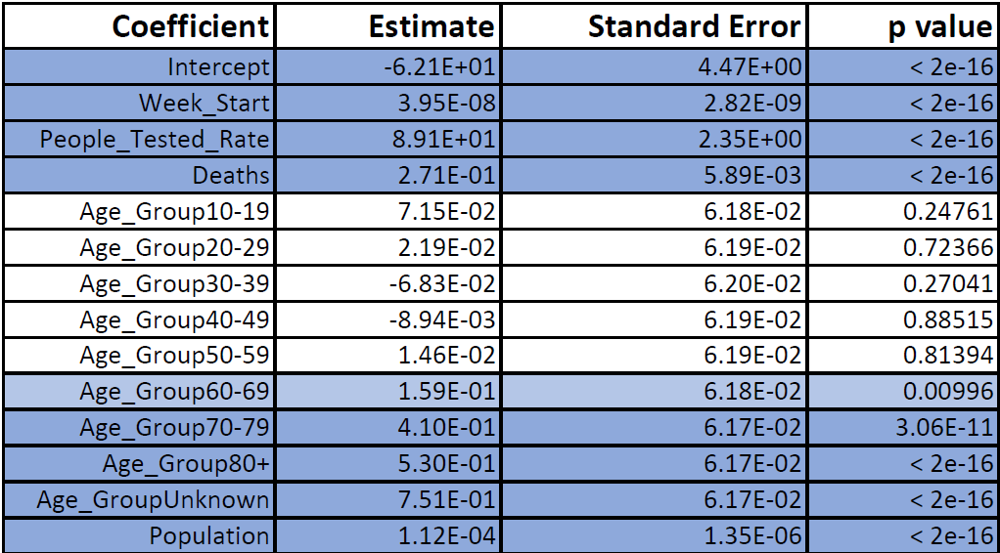 Coefficient Estimate Standard Error p value
Intercept -6.21E+01 4.47E+00 < 2e-16
Week_Start 3.95E-08 2.82E-09 < 2e-16
People_Tested_Rate 8.91E+01 2.35E+00 < 2e-16
Deaths 2.71E-01 5.89E-03 < 2e-16
Age_Group10-19 7.15E-02 6.18E-02 0.24761
Age_Group20-29 2.19E-02 6.19E-02 0.72366
Age_Group30-39 -6.83E-02 6.20E-02 0.27041
Age_Group40-49 -8.94E-03 6.19E-02 0.88515
Age_Group50-59 1.46E-02 6.19E-02 0.81394
Age_Group60-69 1.59E-01 6.18E-02 0.00996
Age_Group70-79 4.10E-01 6.17E-02 3.06E-11
Age_Group80+ 5.30E-01 6.17E-02 < 2e-16
Age_GroupUnknown 7.51E-01 6.17E-02 < 2e-16
Population 1.12E-04 1.35E-06 < 2e-16